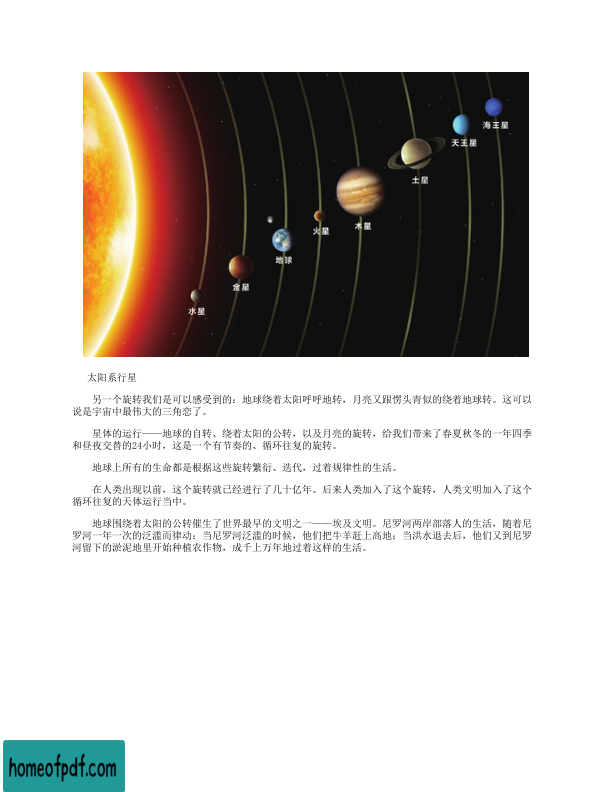 海王星
天王星
土星
木星
火星
地球
金星
水星
太阳系行星
另一个旋转我们是可以感受到的：地球绕着太阳呼呼地转，月亮又跟愣头青似的绕着地球转。这可以
说是宇宙中最伟大的三角恋了。
星体的运行——地球的自转、绕着太阳的公转，以及月亮的旋转，给我们带来了春夏秋冬的一年四季
和昼夜交替的24小时，这是一个有节奏的、循环往复的旋转。
地球上所有的生命都是根据这些旋转繁衍、迭代，过着规律性的生活。
在人类出现以前，这个旋转就已经进行了几十亿年。后来人类加入了这个旋转，人类文明加入了这个
循环往复的天体运行当中。
地球围绕着太阳的公转催生了世界最早的文明之一——埃及文明。尼罗河两岸部落人的生活，随着尼
罗河一年一次的泛滥而律动：当尼罗河泛滥的时候，他们把牛羊赶上高地；当洪水退去后，他们又到尼罗
河留下的淤泥地里开始种植农作物，成千上万年地过着这样的生活。
homeofpdf.com